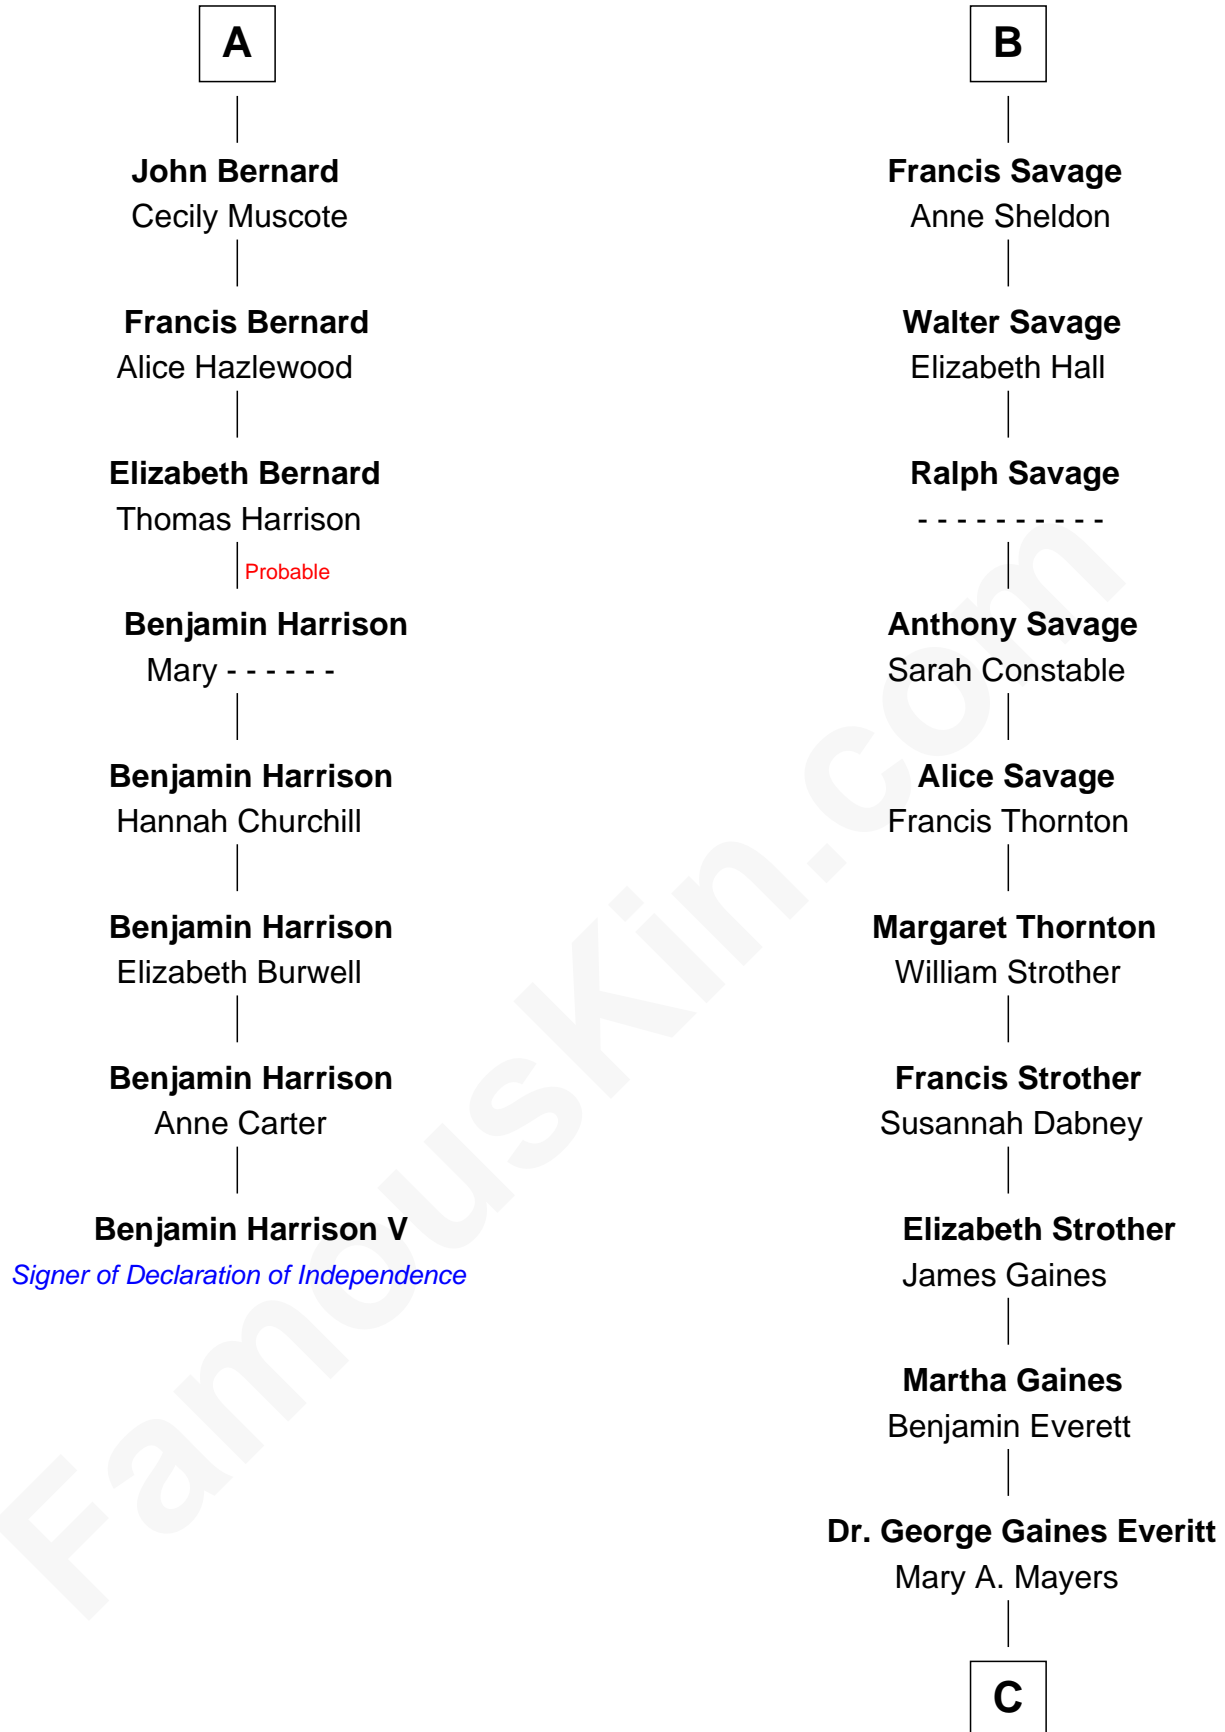 A
John Bernard
Cecily Muscote
Francis Bernard
Alice Hazlewood
Elizabeth Bernard
Thomas Harrison
Probable
Benjamin Harrison
Mary - - - - - -
Benjamin Harrison
Hannah Churchill
Benjamin Harrison
Elizabeth Burwell
Benjamin Harrison
Anne Carter
Benjamin Harrison V
Signer of Declaration of Independence
B
Francis Savage
Anne Sheldon
Walter Savage
Elizabeth Hall
Ralph Savage
- - - - - - - - - -
Anthony Savage
Sarah Constable
Alice Savage
Francis Thornton
Margaret Thornton
William Strother
Francis Strother
Susannah Dabney
Elizabeth Strother
James Gaines
Martha Gaines
Benjamin Everett
Dr. George Gaines Everitt
Mary A. Mayers
C
FamousKin.com